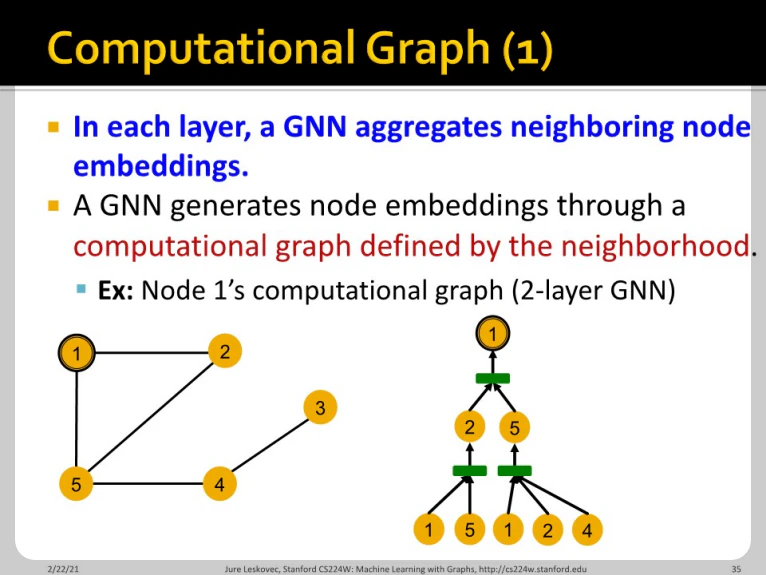 Computational Graph (1)
In each layer, a GNN aggregates neighboring node
embeddings.
A GNN generates node embeddings through a
computational graph defined by the neighborhood.
Ex: Node 1’s computational graph (2-layer GNN)
1 2
3
5 4
1
2 5
1 5 1 2 4
2/22/21 Jure Leskovec, Stanford CS224W: Machine Learning with Graphs, http://cs224w.stanford.edu 35